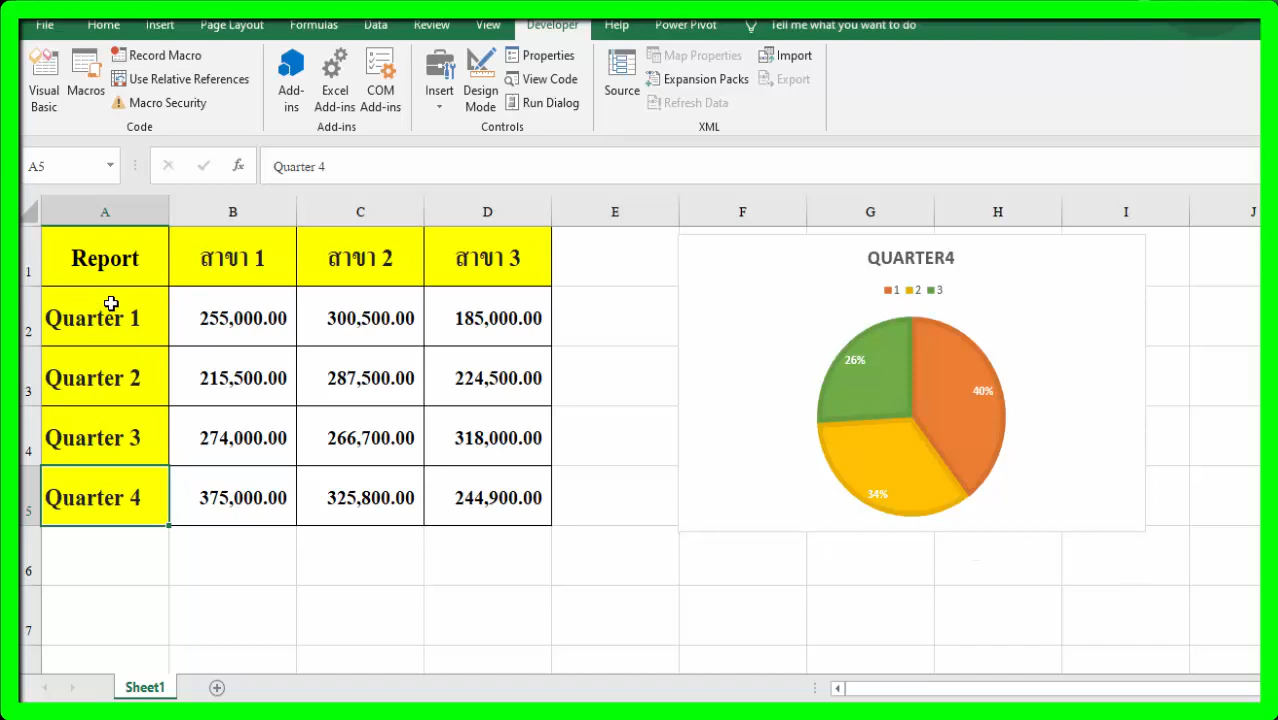 File Home Insert Page Layout Formulas Data Review View Developer Help Power Pivot Tell me what you want to do
Visual Basic
Macros
Record Macro
Use Relative References
Macro Security
Code
Add-ins
Excel Add-ins
COM Add-ins
Add-ins
Insert
Design Mode
Properties
View Code
Run Dialog
Controls
Source
Map Properties
Expansion Packs
Refresh Data
Import
Export
XML
A5 fx Quarter 4
A B C D E F G H I J
1 Report สาขา 1 สาขา 2 สาขา 3
2 Quarter 1 255,000.00 300,500.00 185,000.00
3 Quarter 2 215,500.00 287,500.00 224,500.00
4 Quarter 3 274,000.00 266,700.00 318,000.00
5 Quarter 4 375,000.00 325,800.00 244,900.00
6
7
QUARTER4
1 2 3
26%
40%
34%
Sheet1